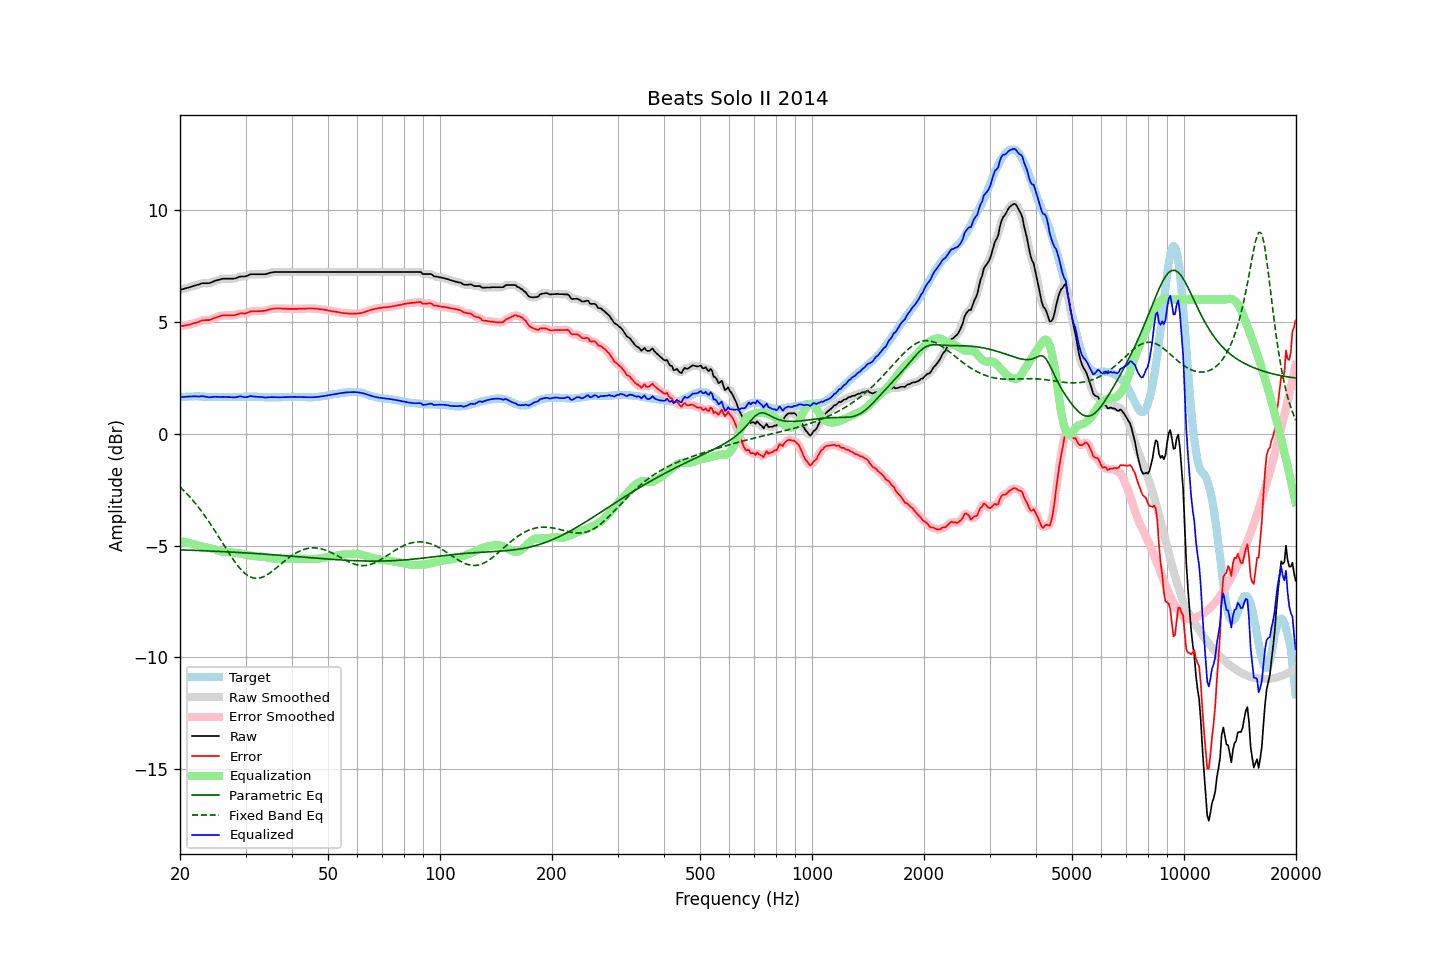 Beats Solo II 2014
Amplitude (dBr)
10
5
0
−5
−10
−15
Target
Raw Smoothed
Error Smoothed
Raw
Error
Equalization
Parametric Eq
Fixed Band Eq
Equalized
20 50 100 200 500 1000 2000 5000 10000 20000
Frequency (Hz)